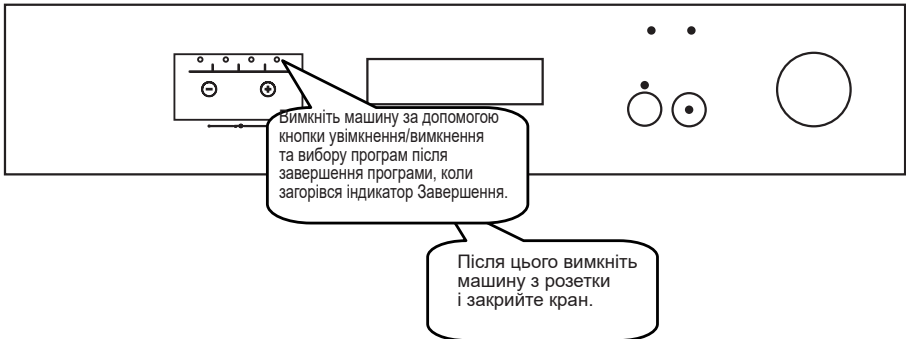 Вимкніть машину за допомогою
кнопки увімкнення/вимкнення
та вибору програм після
завершення програми, коли
загорівся індикатор Завершення.
Після цього вимкніть
машину з розетки
і закрийте кран.